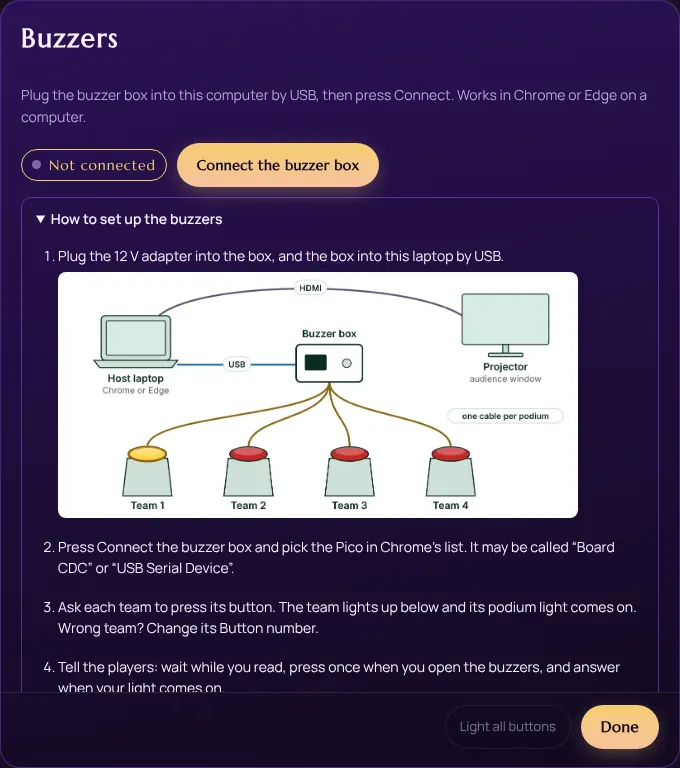 Buzzers
Plug the buzzer box into this computer by USB, then press Connect. Works in Chrome or Edge on a
computer.
Not connected
Connect the buzzer box
▼ How to set up the buzzers
1. Plug the 12 V adapter into the box, and the box into this laptop by USB.
HDMI
Buzzer box
USB
Host laptop
Chrome or Edge
Projector
audience window
one cable per podium
Team 1
Team 2
Team 3
Team 4
2. Press Connect the buzzer box and pick the Pico in Chrome’s list. It may be called “Board
CDC” or “USB Serial Device”.
3. Ask each team to press its button. The team lights up below and its podium light comes on.
Wrong team? Change its Button number.
4. Tell the players: wait while you read, press once when you open the buzzers, and answer
when your light comes on.
Light all buttons
Done